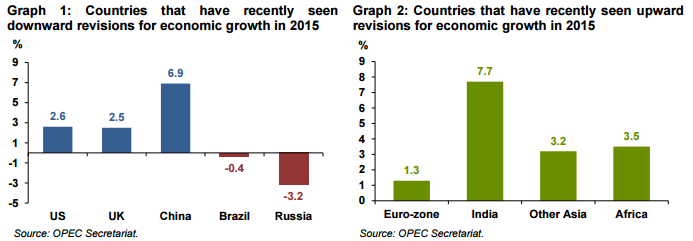 Graph 1: Countries that have recently seen
downward revisions for economic growth in 2015
%
9
7
5
3
1
-1
-3
-5
2.6
2.5
6.9
-0.4
-3.2
US
UK
China
Brazil
Russia
Source: OPEC Secretariat.
Graph 2: Countries that have recently seen upward
revisions for economic growth in 2015
%
9
8
7
6
5
4
3
2
1
0
1.3
7.7
3.2
3.5
Euro-zone
India
Other Asia
Africa
Source: OPEC Secretariat.